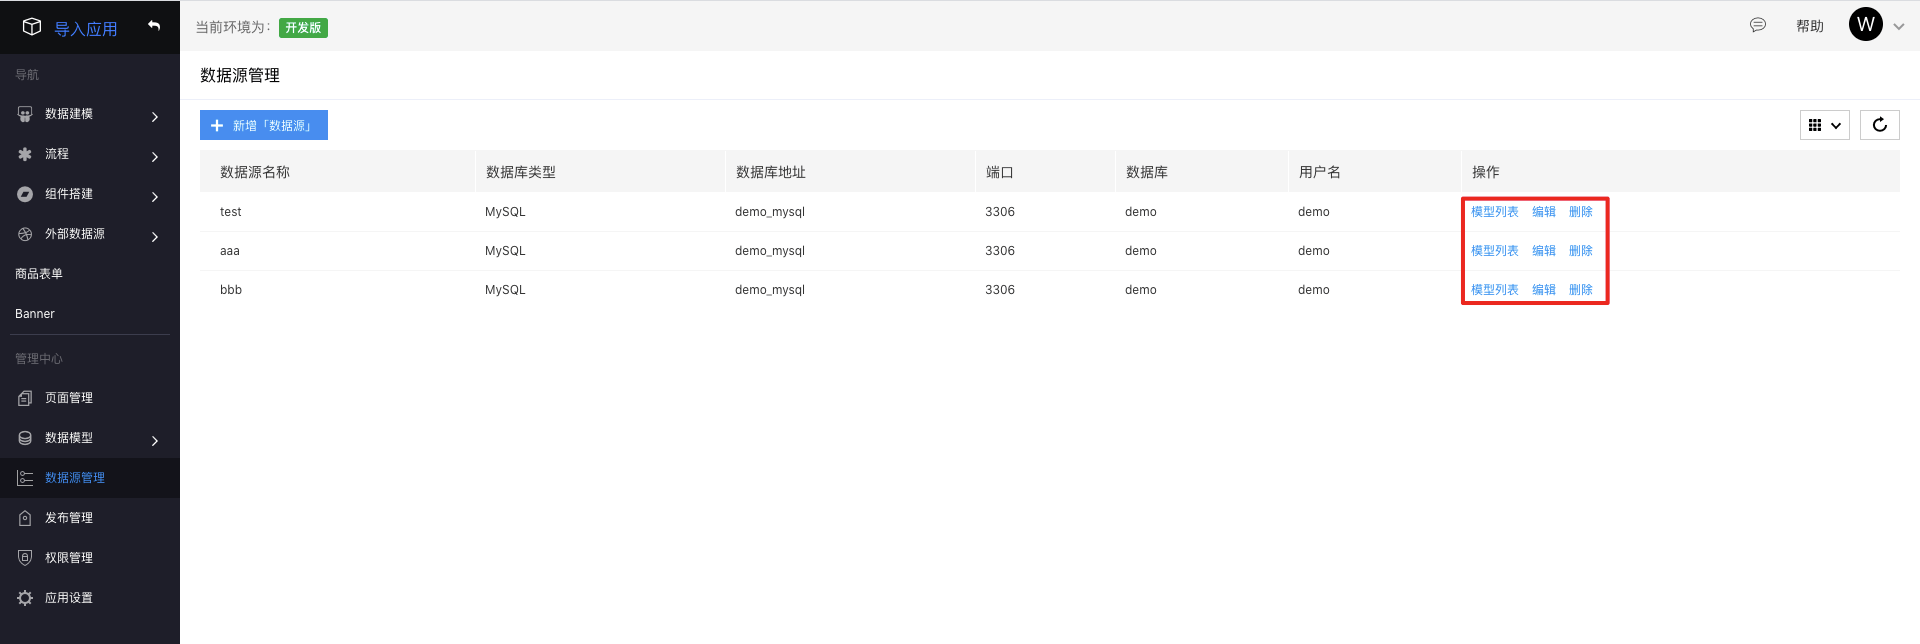 导入应用
当前环境为：
开发版
帮助
W
导航
数据建模
流程
组件搭建
外部数据源
商品表单
Banner
管理中心
页面管理
数据模型
数据源管理
发布管理
权限管理
应用设置
数据源管理
新增「数据源」
数据源名称 数据库类型 数据库地址 端口 数据库 用户名 操作
test MySQL demo_mysql 3306 demo demo 模型列表 编辑 删除
aaa MySQL demo_mysql 3306 demo demo 模型列表 编辑 删除
bbb MySQL demo_mysql 3306 demo demo 模型列表 编辑 删除